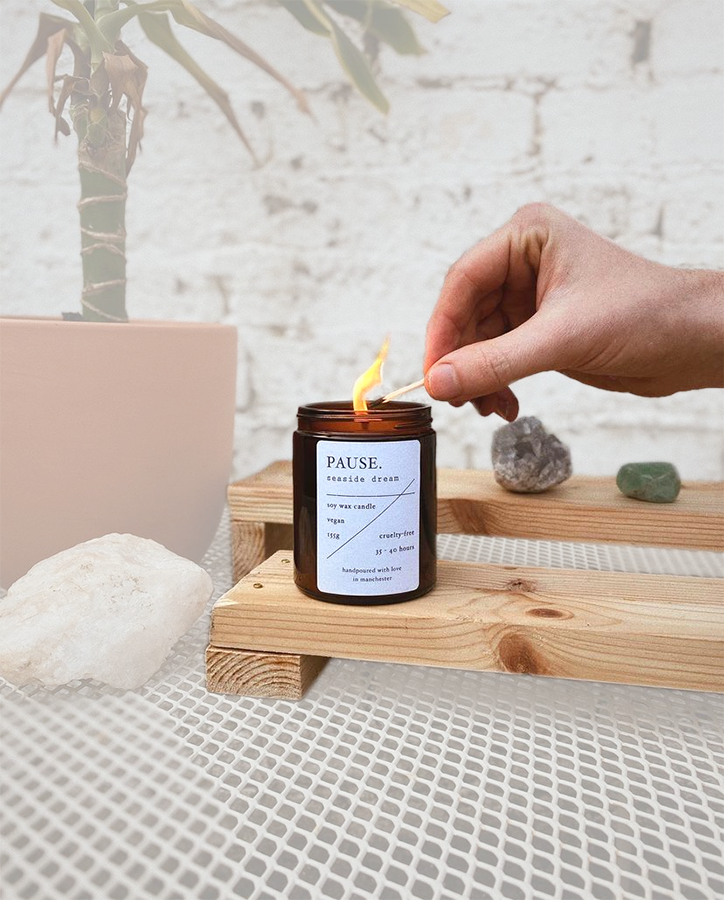 PAUSE.
seaside dream
soy wax candle
vegan
155g
cruelty-free
35 - 40 hours
handpoured with love
in manchester